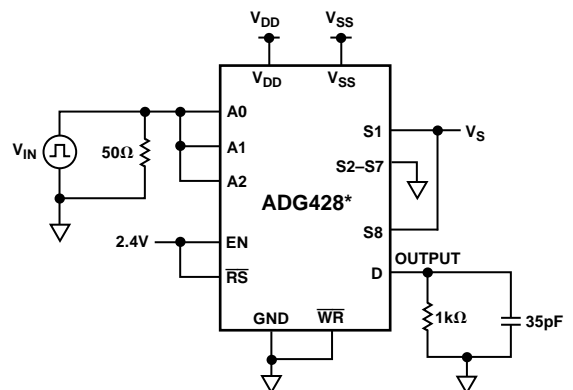 VDD VSS
VDD VSS
A0
S1
VS
VIN
50Ω
A1
S2–S7
A2
ADG428*
S8
2.4V
EN
OUTPUT
D
RS
1kΩ
35pF
GND
WR